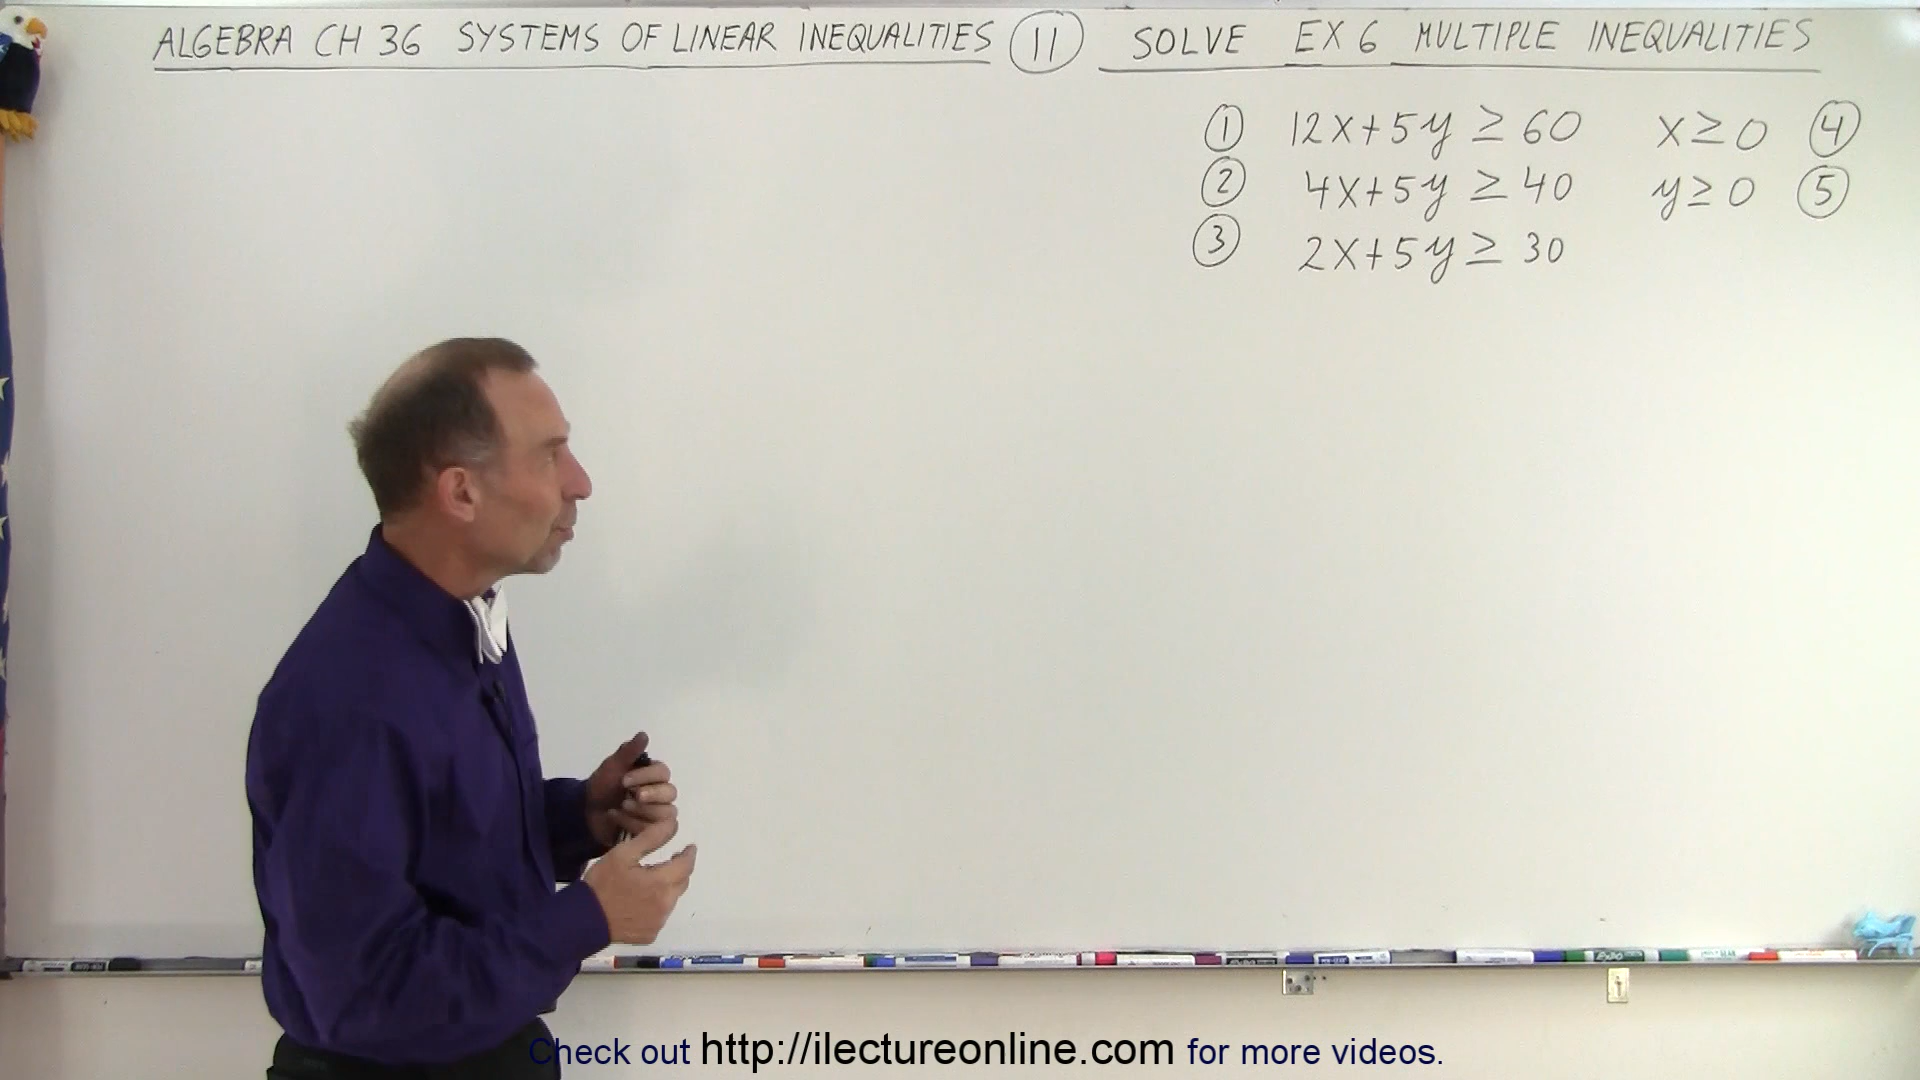 ALGEBRA CH 36 SYSTEMS OF LINEAR INEQUALITIES 11 SOLVE EX 6 MULTIPLE INEQUALITIES
1 12x+5y ≥ 60 x ≥ 0 4
2 4x+5y ≥ 40 y ≥ 0 5
3 2x+5y ≥ 30
Check out http://ilectureonline.com for more videos.